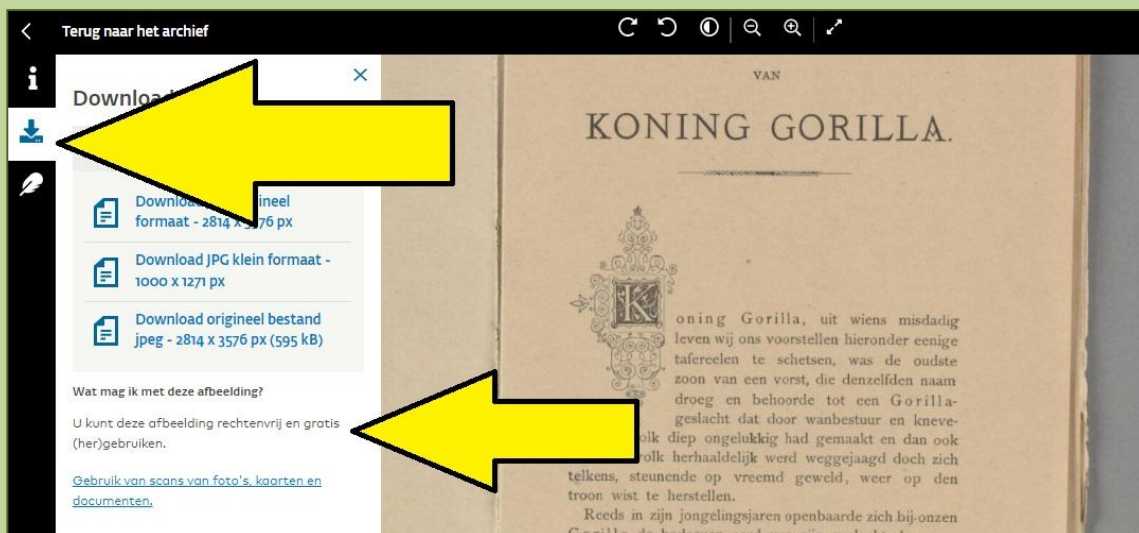 Terug naar het archief
Downloa
Download gineel
formaat - 2814 x 3576 px
Download JPG klein formaat -
1000 x 1271 px
Download origineel bestand
jpeg - 2814 x 3576 px (595 kB)
Wat mag ik met deze afbeelding?
U kunt deze afbeelding rechtenvrij en gratis
(her)gebruiken.
Gebruik van scans van foto's, kaarten en
documenten.
VAN
KONING GORILLA.
Koning Gorilla, uit wiens misdadig
leven wij ons voorstellen hieronder eenige
tafereelen te schetsen, was de oudste
zoon van een vorst, die denzelfden naam
droeg en behoorde tot een Gorilla-
geslacht dat door wanbestuur en kneve-
olk diep ongelukkig had gemaakt en dan ook
volk herhaaldelijk werd weggejaagd doch zich
telkens, steunende op vreemd geweld, weer op den
troon wist te herstellen.
Reeds in zijn jongelingsjaren openbaarde zich bij onzen